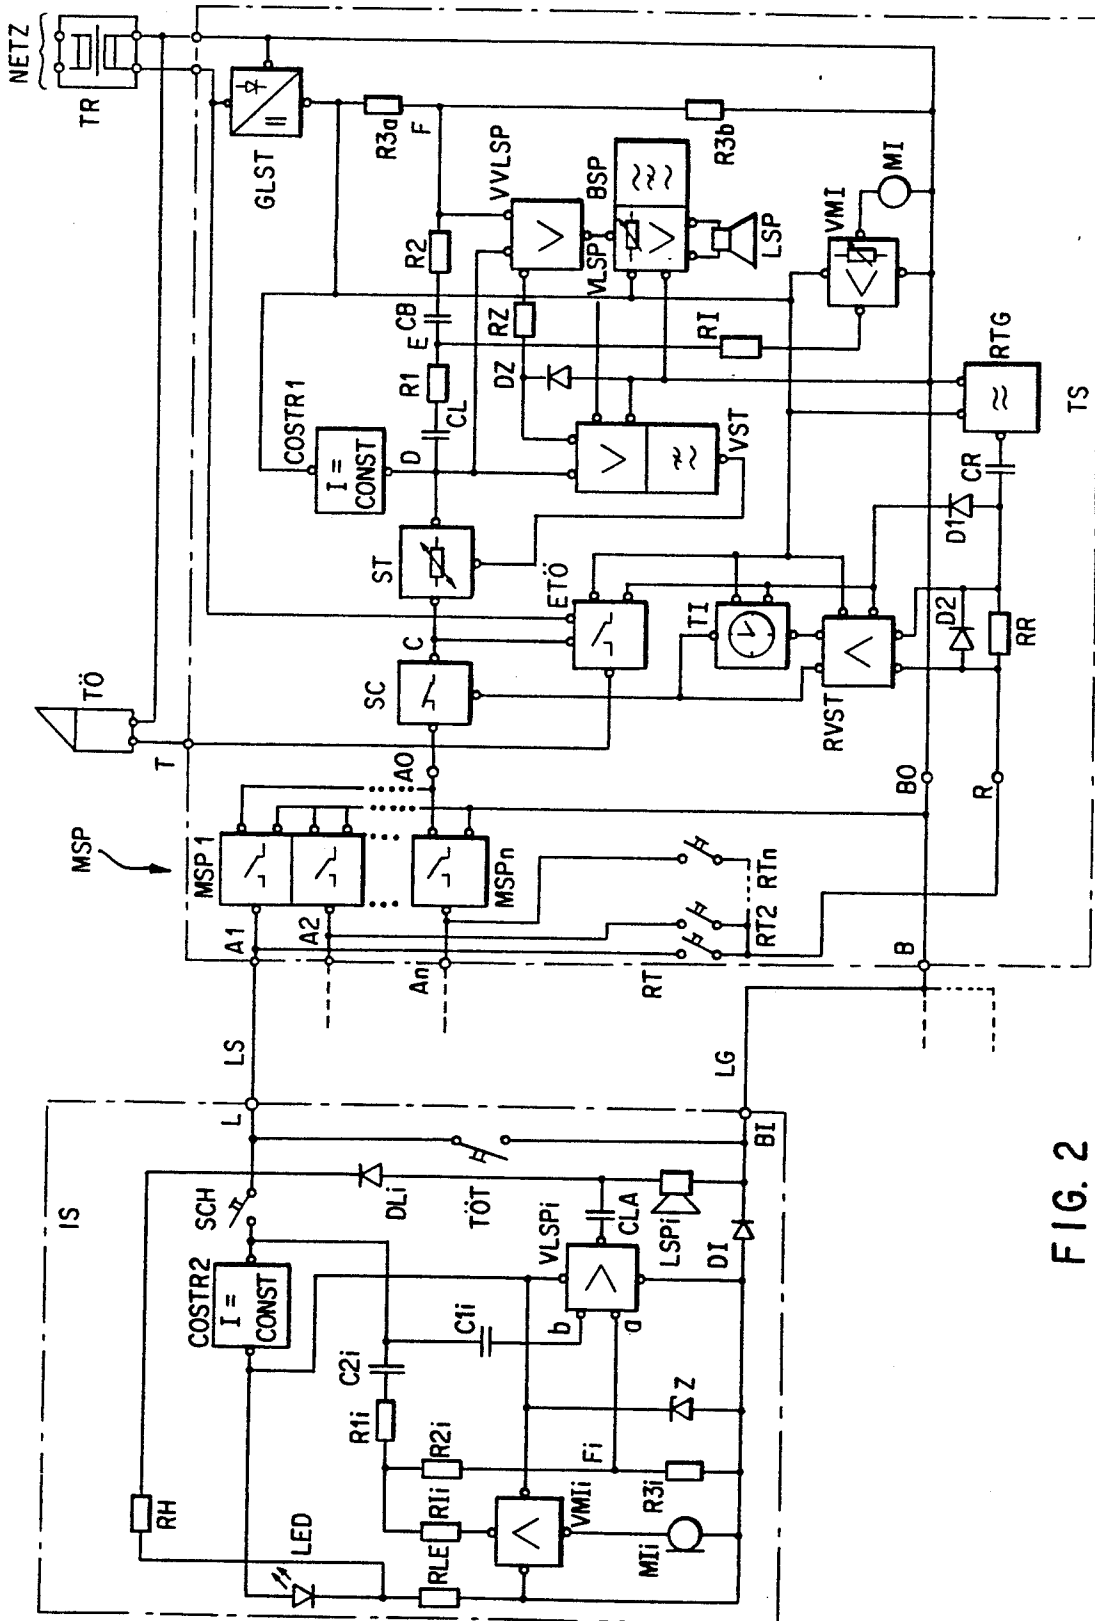 NETZ
TR
TÖ
T
GLST
R3a
F
R3b
COSTR1
I =
CONST
D
CL
R1
E
CB
R2
VVLSP
RZ
DZ
VLSP
BSP
LSP
VST
ST
C
SC
ETÖ
TI
RVST
RI
VMI
MI
D1
D2
RR
CR
RTG
TS
A0
B0
R
MSP
MSP1
MSPn
A1
A2
An
RT
RT2
RTn
B
LS
LG
L
BI
IS
SCH
COSTR2
I =
CONST
DLi
TÖT
VLSPi
CLA
LSPi
DI
C1i
b
a
C2i
R1i
R2i
Fi
Z
R3i
RH
LED
RLE
RIi
VMIi
MIi
FIG. 2